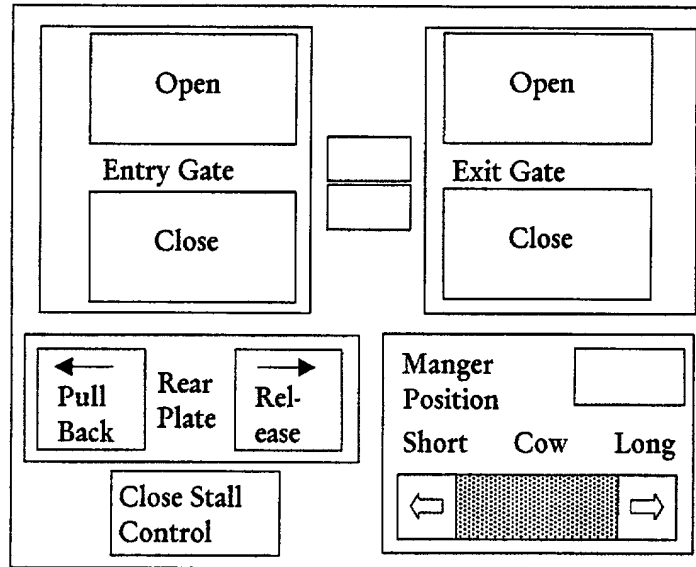 Open
Entry Gate
Close
Open
Exit Gate
Close
Pull
Back
Rear
Plate
Rel-
ease
Close Stall
Control
Manger
Position
Short Cow Long